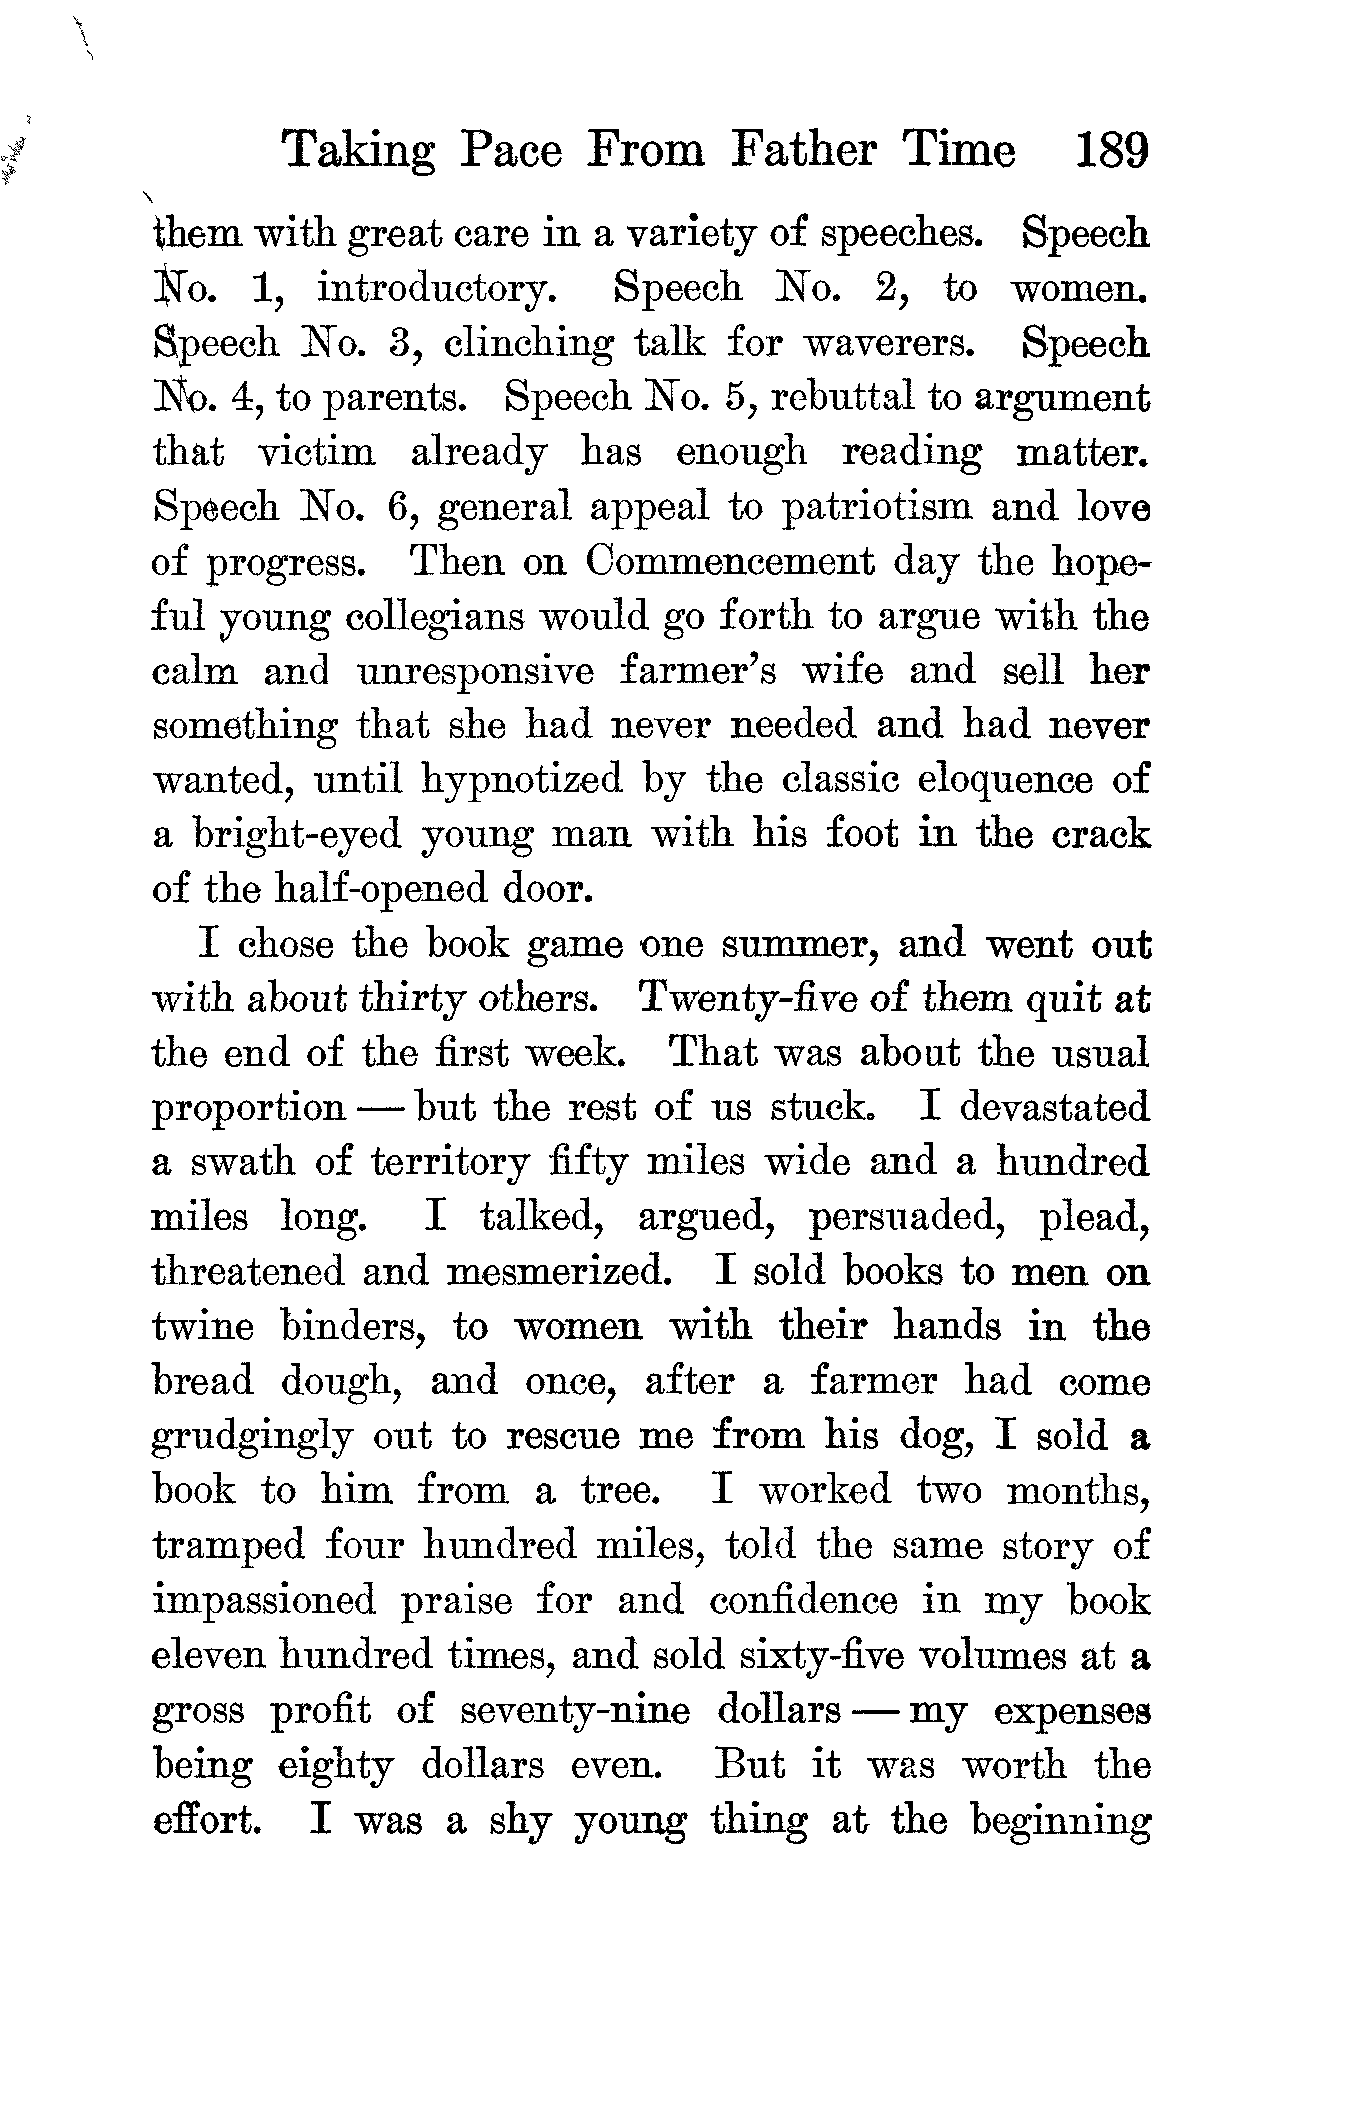 Taking Pace From Father Time 189
them with great care in a variety of speeches. Speech
No. 1, introductory. Speech No. 2, to women.
Speech No. 3, clinching talk for waverers. Speech
No. 4, to parents. Speech No. 5, rebuttal to argument
that victim already has enough reading matter.
Speech No. 6, general appeal to patriotism and love
of progress. Then on Commencement day the hope-
ful young collegians would go forth to argue with the
calm and unresponsive farmer's wife and sell her
something that she had never needed and had never
wanted, until hypnotized by the classic eloquence of
a bright-eyed young man with his foot in the crack
of the half-opened door.
I chose the book game one summer, and went out
with about thirty others. Twenty-five of them quit at
the end of the first week. That was about the usual
proportion — but the rest of us stuck. I devastated
a swath of territory fifty miles wide and a hundred
miles long. I talked, argued, persuaded, plead,
threatened and mesmerized. I sold books to men on
twine binders, to women with their hands in the
bread dough, and once, after a farmer had come
grudgingly out to rescue me from his dog, I sold a
book to him from a tree. I worked two months,
tramped four hundred miles, told the same story of
impassioned praise for and confidence in my book
eleven hundred times, and sold sixty-five volumes at a
gross profit of seventy-nine dollars — my expenses
being eighty dollars even. But it was worth the
effort. I was a shy young thing at the beginning